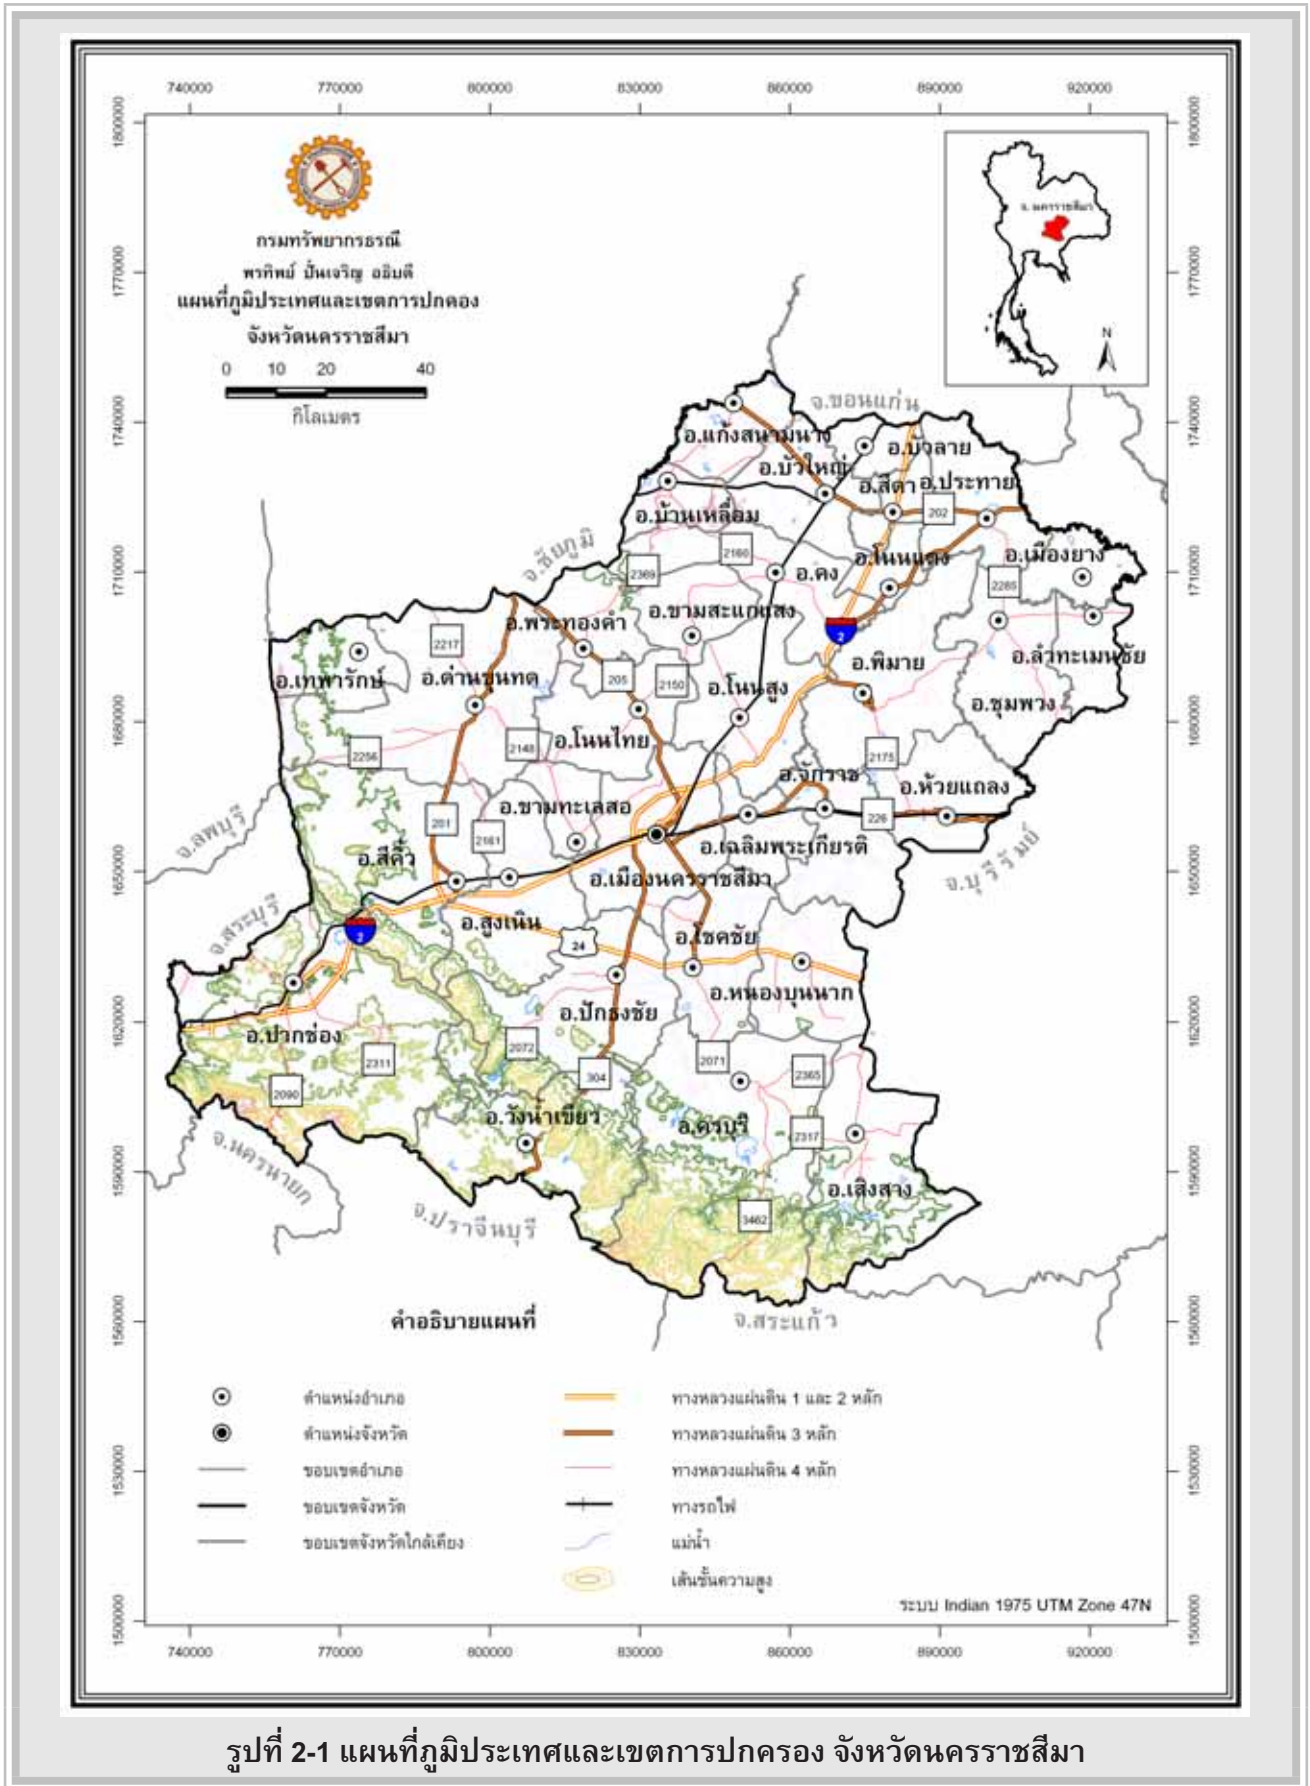 740000 770000 800000 830000 860000 890000 920000
1800000 1800000
กรมทรัพยากรธรณี
พรทิพย์ ปั่นเจริญ อธิบดี
แผนที่ภูมิประเทศและเขตการปกคอง
จังหวัดนครราชสีมา
0 10 20 40
กิโลเมตร
จ. นครราชสีมา
N
1770000 1770000
1740000 1740000
จ.ขอนแก่น
อ.แก้งสนามนาง
อ.บัวลาย
อ.บัวใหญ่
อ.สีดา อ.ประทาย
202
อ.บ้านเหลื่อม
จ.ชัยภูมิ
2160
อ.โนนแดง
อ.เมืองยาง
1710000 1710000
2369
อ.คง
2285
อ.ขามสะแกแสง
อ.พระทองคำ
2
2217
อ.ลำทะเมนชัย
อ.พิมาย
อ.เทพารักษ์
อ.ด่านขุนทด
205
2150
อ.โนนสูง
อ.ชุมพวง
1680000 1680000
2256
2148
อ.โนนไทย
2175
อ.จักราช
อ.ห้วยแถลง
อ.ขามทะเลสอ
201
2161
226
จ.ลพบุรี
อ.สีคิ้ว
อ.เฉลิมพระเกียรติ
จ.บุรีรัมย์
1650000 1650000
อ.เมืองนครราชสีมา
จ.สระบุรี
อ.สูงเนิน
2
24
อ.โชคชัย
อ.หนองบุนนาก
อ.ปักธงชัย
1620000 1620000
อ.ปากช่อง
2311
2072
2071
2365
304
2090
อ.วังน้ำเขียว
อ.ครบุรี
2317
จ.นครนายก
1590000 1590000
อ.เสิงสาง
3462
จ.ปราจีนบุรี
1560000 1560000
จ.สระแก้ว
คำอธิบายแผนที่
ตำแหน่งอำเภอ
ตำแหน่งจังหวัด
ขอบเขตอำเภอ
ขอบเขตจังหวัด
ขอบเขตจังหวัดใกล้เคียง
ทางหลวงแผ่นดิน 1 และ 2 หลัก
ทางหลวงแผ่นดิน 3 หลัก
ทางหลวงแผ่นดิน 4 หลัก
ทางรถไฟ
แม่น้ำ
เส้นชั้นความสูง
1530000 1530000
ระบบ Indian 1975 UTM Zone 47N
1500000 1500000
740000 770000 800000 830000 860000 890000 920000
รูปที่ 2-1 แผนที่ภูมิประเทศและเขตการปกครอง จังหวัดนครราชสีมา